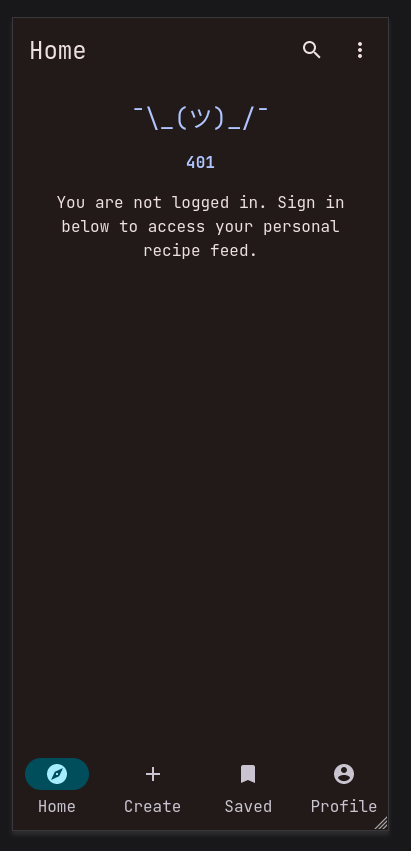 Home
¯\_(ツ)_/¯
401
You are not logged in. Sign in
below to access your personal
recipe feed.
Home
Create
Saved
Profile